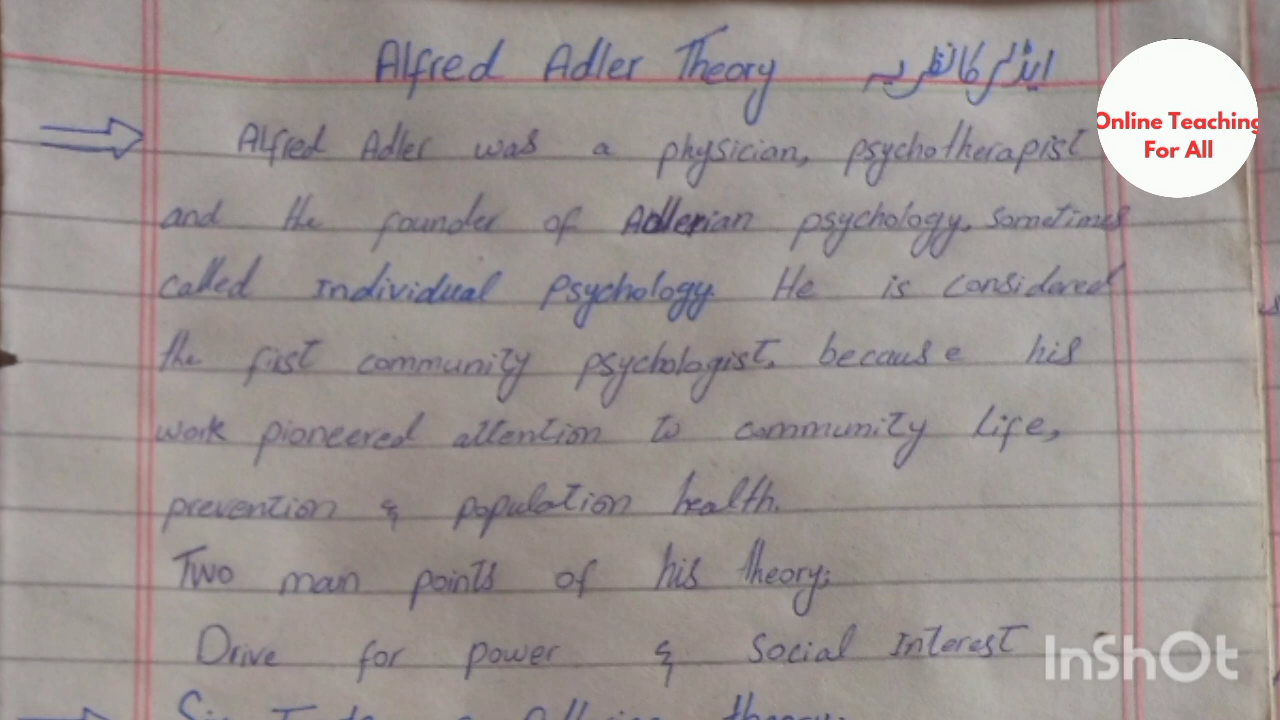 Alfred Adler Theory ایڈلر کا نظریہ
Online Teaching
For All
Alfred Adler was a physician, psychotherapist
and the founder of Adlerian psychology, sometimes
called Individual Psychology. He is considered
the first community psychologist, because his
work pioneered attention to community life,
prevention & population health.
Two main points of his theory;
Drive for power & Social Interest
InShOt
theory;